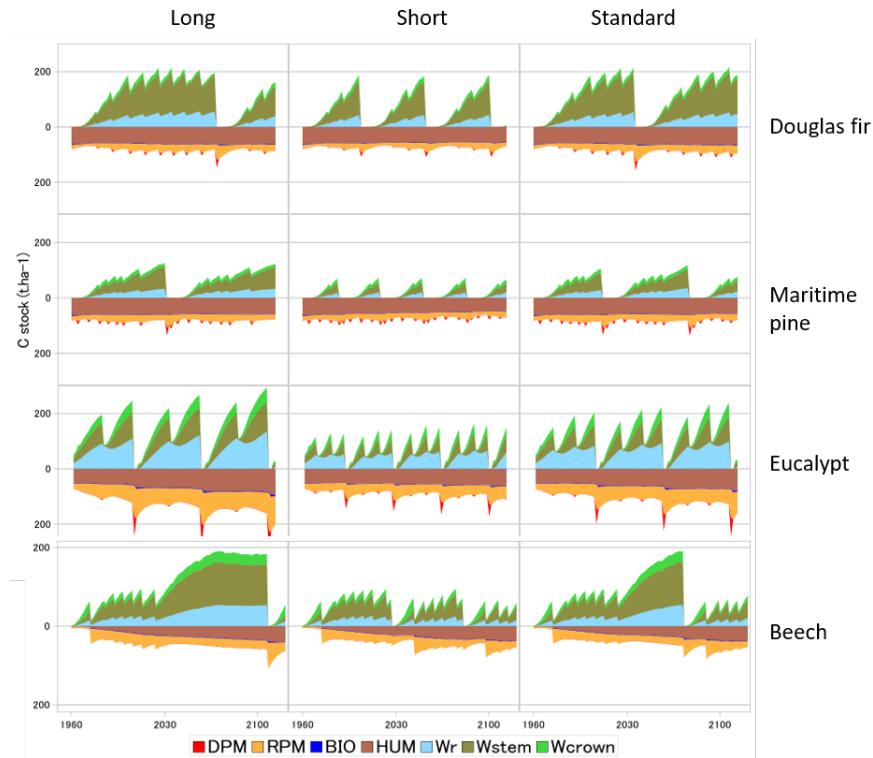 Long Short Standard
200
0
200
Douglas fir
200
0
200
Maritime
pine
C stock (t.ha-1)
200
0
200
Eucalypt
200
0
200
Beech
1960 2030 2100 1960 2030 2100 1960 2030 2100
DPM RPM BIO HUM Wr Wstem Wcrown